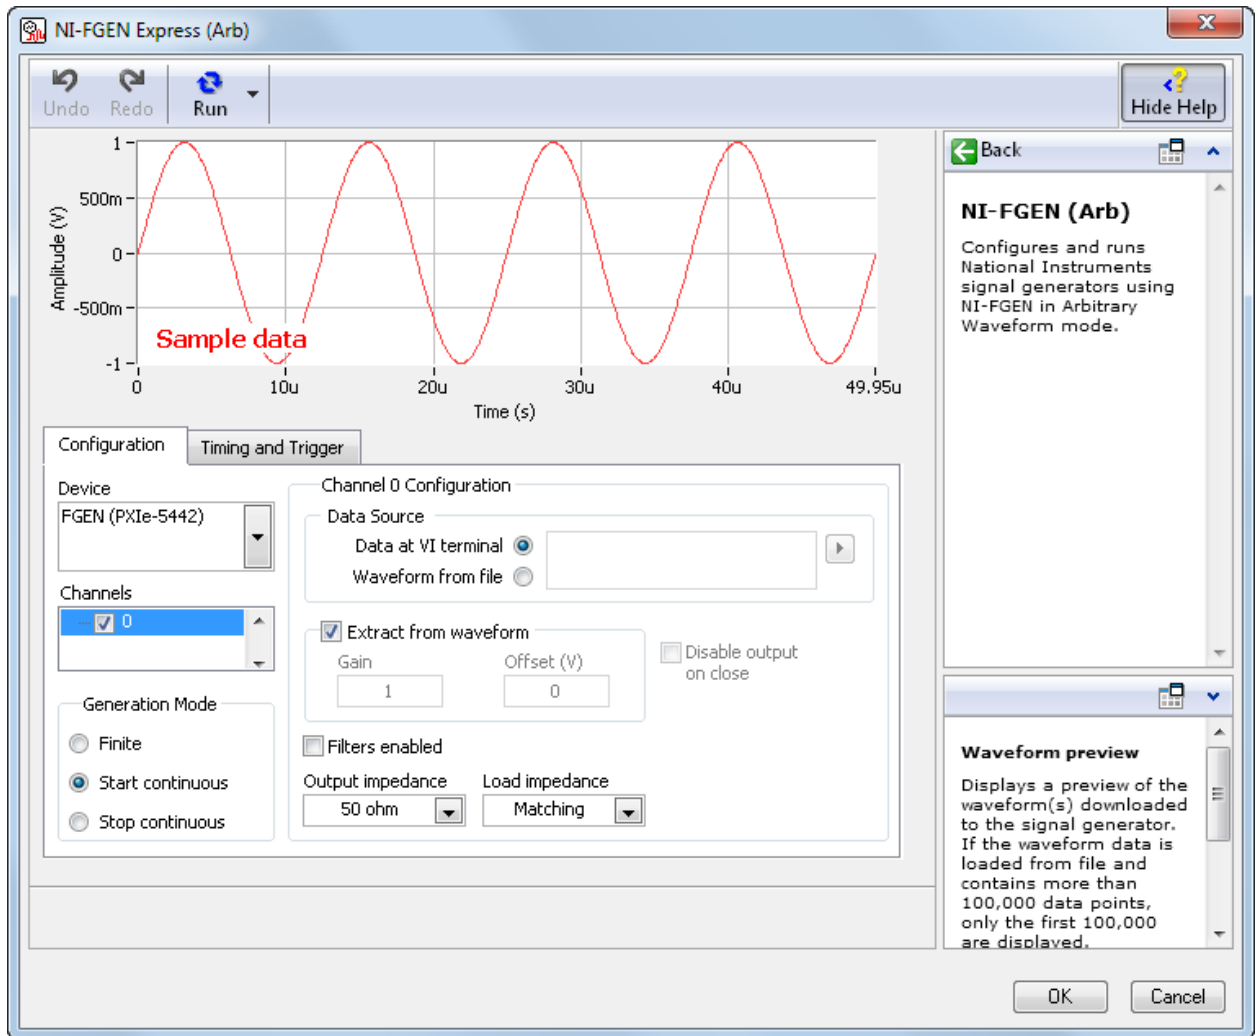 NI-FGEN Express (Arb)
Undo Redo Run
Hide Help
Amplitude (V)
1
500m
0
-500m
-1
Sample data
0 10u 20u 30u 40u 49.95u
Time (s)
Configuration Timing and Trigger
Device
FGEN (PXIe-5442)
Channels
0
Generation Mode
Finite
Start continuous
Stop continuous
Channel 0 Configuration
Data Source
Data at VI terminal
Waveform from file
Extract from waveform
Gain Offset (V)
1 0
Disable output
on close
Filters enabled
Output impedance Load impedance
50 ohm Matching
Back
NI-FGEN (Arb)
Configures and runs
National Instruments
signal generators using
NI-FGEN in Arbitrary
Waveform mode.
Waveform preview
Displays a preview of the
waveform(s) downloaded
to the signal generator.
If the waveform data is
loaded from file and
contains more than
100,000 data points,
only the first 100,000
are displayed.
OK Cancel